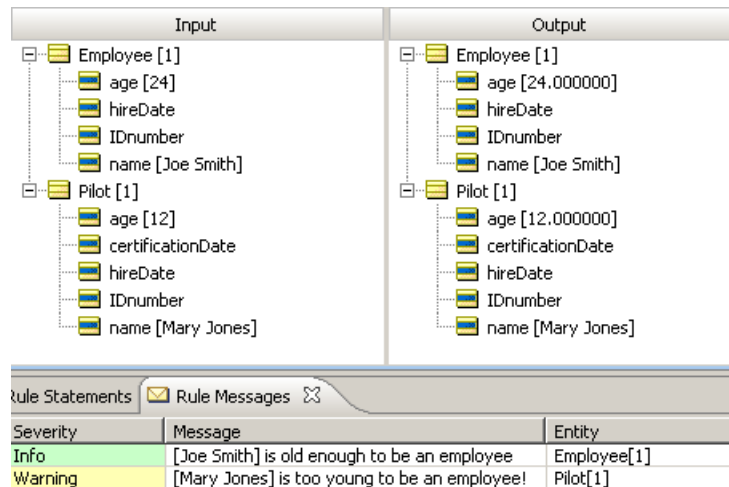 Input
Output
Employee [1]
age [24]
hireDate
IDnumber
name [Joe Smith]
Pilot [1]
age [12]
certificationDate
hireDate
IDnumber
name [Mary Jones]
Employee [1]
age [24.000000]
hireDate
IDnumber
name [Joe Smith]
Pilot [1]
age [12.000000]
certificationDate
hireDate
IDnumber
name [Mary Jones]
Rule Statements
Rule Messages
Severity Message Entity
Info [Joe Smith] is old enough to be an employee Employee[1]
Warning [Mary Jones] is too young to be an employee! Pilot[1]